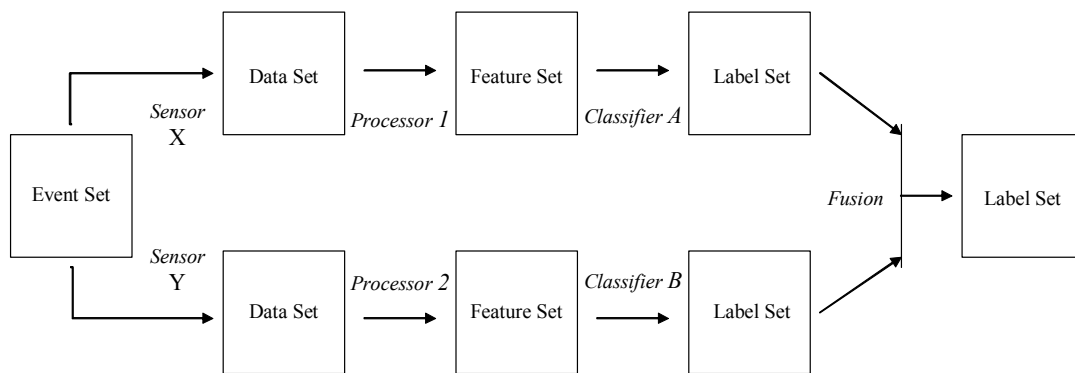 Event Set
Sensor
X
Data Set
Processor 1
Feature Set
Classifier A
Label Set
Sensor
Y
Data Set
Processor 2
Feature Set
Classifier B
Label Set
Fusion
Label Set